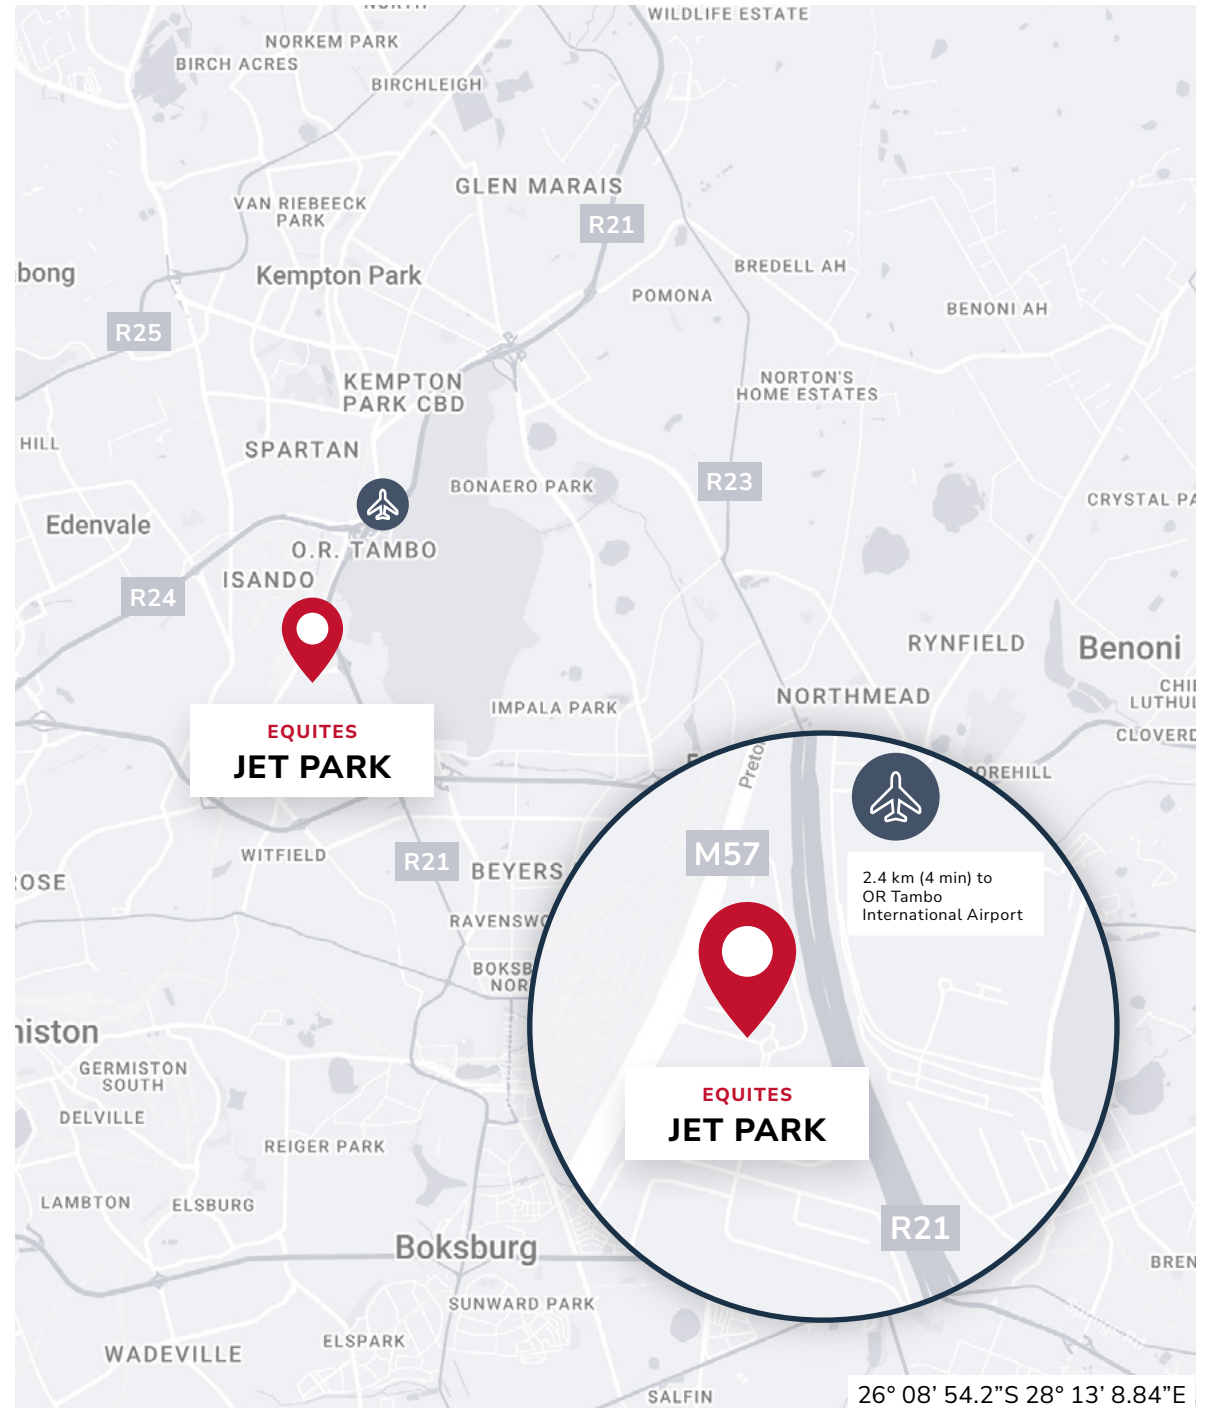 WILDLIFE ESTATE
NORTH
NORKEM PARK
BIRCH ACRES
BIRCHLEIGH
GLEN MARAIS
VAN RIEBEECK
PARK
R21
BREDELL AH
bong
Kempton Park
POMONA
BENONI AH
R25
KEMPTON
PARK CBD
NORTON'S
HOME ESTATES
HILL
SPARTAN
BONAERO PARK
R23
CRYSTAL PA
Edenvale
O.R. TAMBO
ISANDO
R24
RYNFIELD
Benoni
CHIE
LUTHUL
NORTHMEAD
IMPALA PARK
CLOVERD
EQUITES
JET PARK
Preto
OREHILL
M57
WITFIELD
R21
BEYERS
OSE
2.4 km (4 min) to
OR Tambo
International Airport
RAVENSWO
BOKSB
NOR
niston
GERMISTON
SOUTH
EQUITES
JET PARK
DELVILLE
REIGER PARK
LAMBTON
ELSBURG
R21
Boksburg
BREN
SUNWARD PARK
ELSPARK
WADEVILLE
SALFIN
26° 08’ 54.2”S 28° 13’ 8.84”E